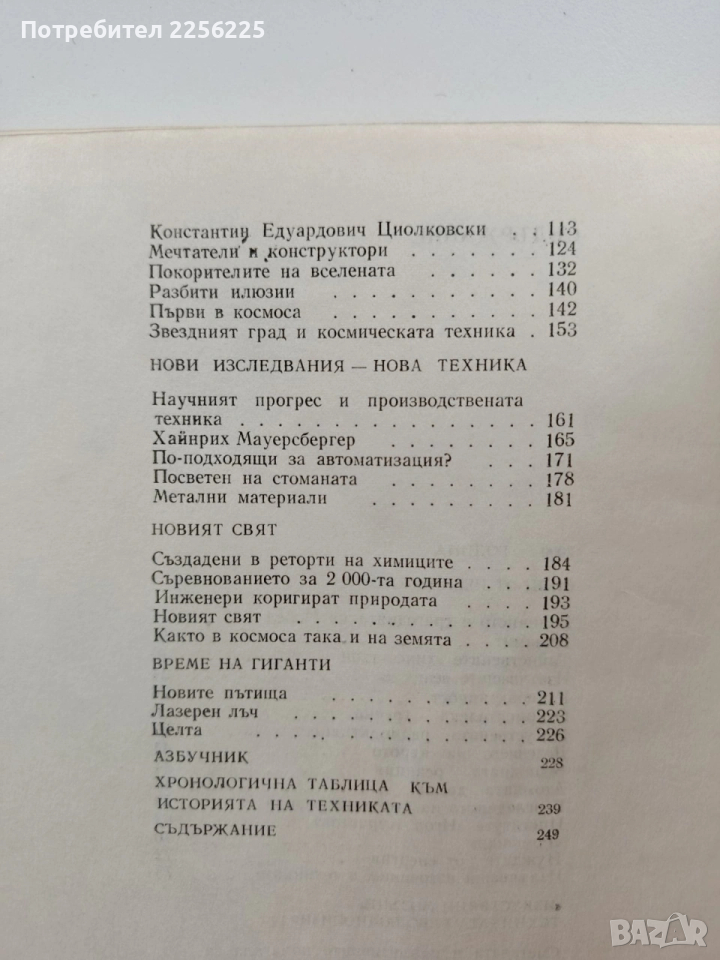 Потребител 2256225
Константин Едуардович Циолковски . . 113
Мечтатели и конструктори . . . . . . 124
Покорителите на вселената . . . . . . 132
Разбити илюзии . . . . . . . . . 140
Първи в космоса . . . . . . . . . 142
Звездният град и космическата техника . 153
НОВИ ИЗСЛЕДВАНИЯ — НОВА ТЕХНИКА
Научният прогрес и производствената
техника . . . . . . . . . . . . 161
Хайнрих Мауерсбергер . . . . . . . 165
По-подходящи за автоматизация? . . . 171
Посветен на стоманата . . . . . . . 178
Метални материали . . . . . . . . 181
НОВИЯТ СВЯТ
Създадени в реторти на химиците . . . . 184
Съревнованието за 2 000-та година . . . . 191
Инженери коригират природата . . . . . 193
Новият свят . . . . . . . . . . 195
Както в космоса така и на земята . . . . 208
ВРЕМЕ НА ГИГАНТИ
Новите пътища . . . . . . . . . 211
Лазерен лъч . . . . . . . . . . 223
Целта . . . . . . . . . . . . 226
АЗБУЧНИК 228
ХРОНОЛОГИЧНА ТАБЛИЦА КЪМ
ИСТОРИЯТА НА ТЕХНИКАТА 239
СЪДЪРЖАНИЕ 249
BAZAR